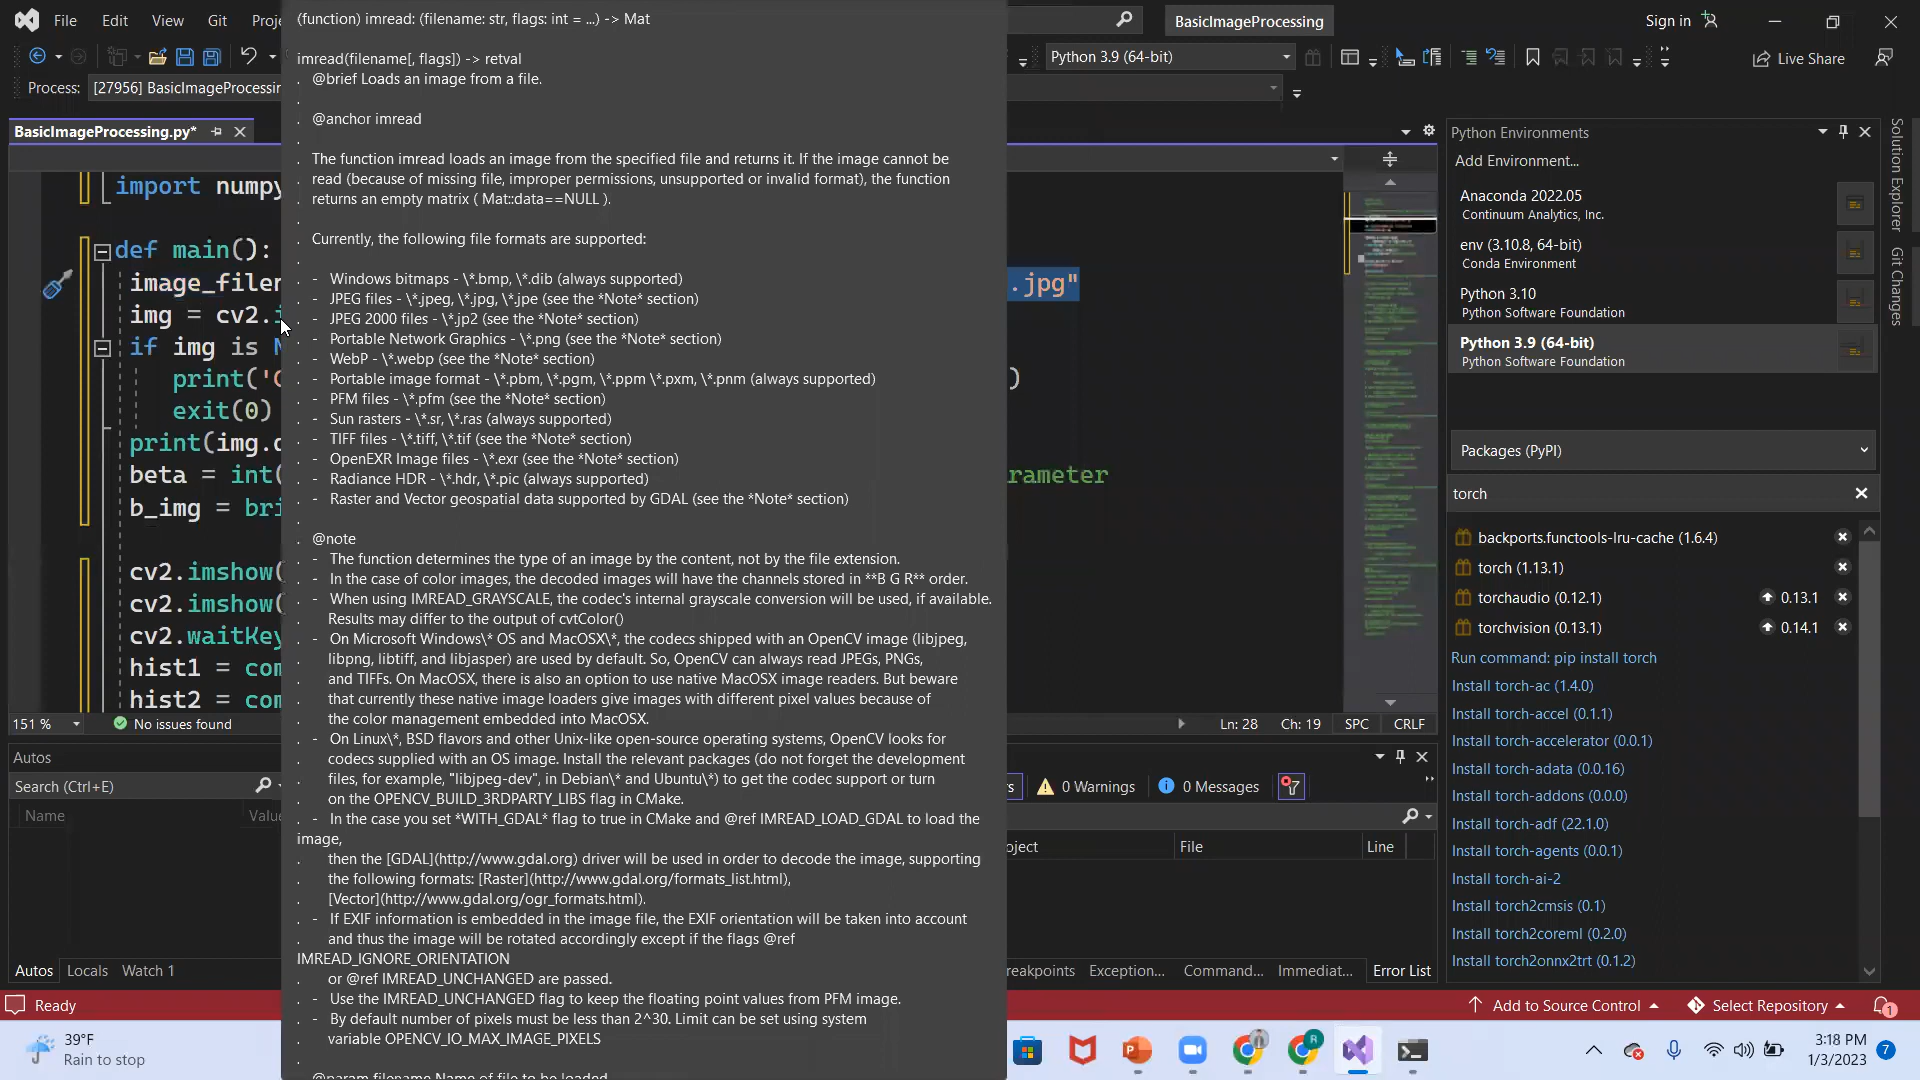 File Edit View Git Proje
BasicImageProcessing
Sign in
Python 3.9 (64-bit)
Live Share
Process: [27956] BasicImageProcessin
BasicImageProcessing.py*
import numpy
def main():
image_filen
.jpg"
img = cv2.i
if img is N
print('C
)
exit(0)
print(img.d
beta = int(
rameter
b_img = bri
cv2.imshow(
cv2.imshow(
cv2.waitKey
hist1 = com
hist2 = com
151 %
No issues found
Ln: 28 Ch: 19 SPC CRLF
(function) imread: (filename: str, flags: int = ...) -> Mat
imread(filename[, flags]) -> retval
. @brief Loads an image from a file.
.
. @anchor imread
.
. The function imread loads an image from the specified file and returns it. If the image cannot be
. read (because of missing file, improper permissions, unsupported or invalid format), the function
. returns an empty matrix ( Mat::data==NULL ).
.
. Currently, the following file formats are supported:
.
. - Windows bitmaps - \*.bmp, \*.dib (always supported)
. - JPEG files - \*.jpeg, \*.jpg, \*.jpe (see the *Note* section)
. - JPEG 2000 files - \*.jp2 (see the *Note* section)
. - Portable Network Graphics - \*.png (see the *Note* section)
. - WebP - \*.webp (see the *Note* section)
. - Portable image format - \*.pbm, \*.pgm, \*.ppm \*.pxm, \*.pnm (always supported)
. - PFM files - \*.pfm (see the *Note* section)
. - Sun rasters - \*.sr, \*.ras (always supported)
. - TIFF files - \*.tiff, \*.tif (see the *Note* section)
. - OpenEXR Image files - \*.exr (see the *Note* section)
. - Radiance HDR - \*.hdr, \*.pic (always supported)
. - Raster and Vector geospatial data supported by GDAL (see the *Note* section)
.
. @note
. - The function determines the type of an image by the content, not by the file extension.
. - In the case of color images, the decoded images will have the channels stored in **B G R** order.
. - When using IMREAD_GRAYSCALE, the codec's internal grayscale conversion will be used, if available.
. Results may differ to the output of cvtColor()
. - On Microsoft Windows\* OS and MacOSX\*, the codecs shipped with an OpenCV image (libjpeg,
. libpng, libtiff, and libjasper) are used by default. So, OpenCV can always read JPEGs, PNGs,
. and TIFFs. On MacOSX, there is also an option to use native MacOSX image readers. But beware
. that currently these native image loaders give images with different pixel values because of
. the color management embedded into MacOSX.
. - On Linux\*, BSD flavors and other Unix-like open-source operating systems, OpenCV looks for
. codecs supplied with an OS image. Install the relevant packages (do not forget the development
. files, for example, "libjpeg-dev", in Debian\* and Ubuntu\*) to get the codec support or turn
. on the OPENCV_BUILD_3RDPARTY_LIBS flag in CMake.
. - In the case you set *WITH_GDAL* flag to true in CMake and @ref IMREAD_LOAD_GDAL to load the
image,
. then the [GDAL](http://www.gdal.org) driver will be used in order to decode the image, supporting
. the following formats: [Raster](http://www.gdal.org/formats_list.html),
. [Vector](http://www.gdal.org/ogr_formats.html).
. - If EXIF information is embedded in the image file, the EXIF orientation will be taken into account
. and thus the image will be rotated accordingly except if the flags @ref
IMREAD_IGNORE_ORIENTATION
. or @ref IMREAD_UNCHANGED are passed.
. - Use the IMREAD_UNCHANGED flag to keep the floating point values from PFM image.
. - By default number of pixels must be less than 2^30. Limit can be set using system
. variable OPENCV_IO_MAX_IMAGE_PIXELS
.
. @param filename Name of file to be loaded.
Autos
Search (Ctrl+E)
Name Value
Autos Locals Watch 1
rs 0 Warnings 0 Messages
oject File Line
reakpoints Exception... Command... Immediat... Error List
Python Environments
Add Environment...
Anaconda 2022.05
Continuum Analytics, Inc.
env (3.10.8, 64-bit)
Conda Environment
Python 3.10
Python Software Foundation
Python 3.9 (64-bit)
Python Software Foundation
Packages (PyPI)
torch
backports.functools-lru-cache (1.6.4)
torch (1.13.1)
torchaudio (0.12.1) 0.13.1
torchvision (0.13.1) 0.14.1
Run command: pip install torch
Install torch-ac (1.4.0)
Install torch-accel (0.1.1)
Install torch-accelerator (0.0.1)
Install torch-adata (0.0.16)
Install torch-addons (0.0.0)
Install torch-adf (22.1.0)
Install torch-agents (0.0.1)
Install torch-ai-2
Install torch2cmsis (0.1)
Install torch2coreml (0.2.0)
Install torch2onnx2trt (0.1.2)
Solution Explorer
Git Changes
Ready
Add to Source Control Select Repository 1
39°F
Rain to stop
R
3:18 PM
1/3/2023
7